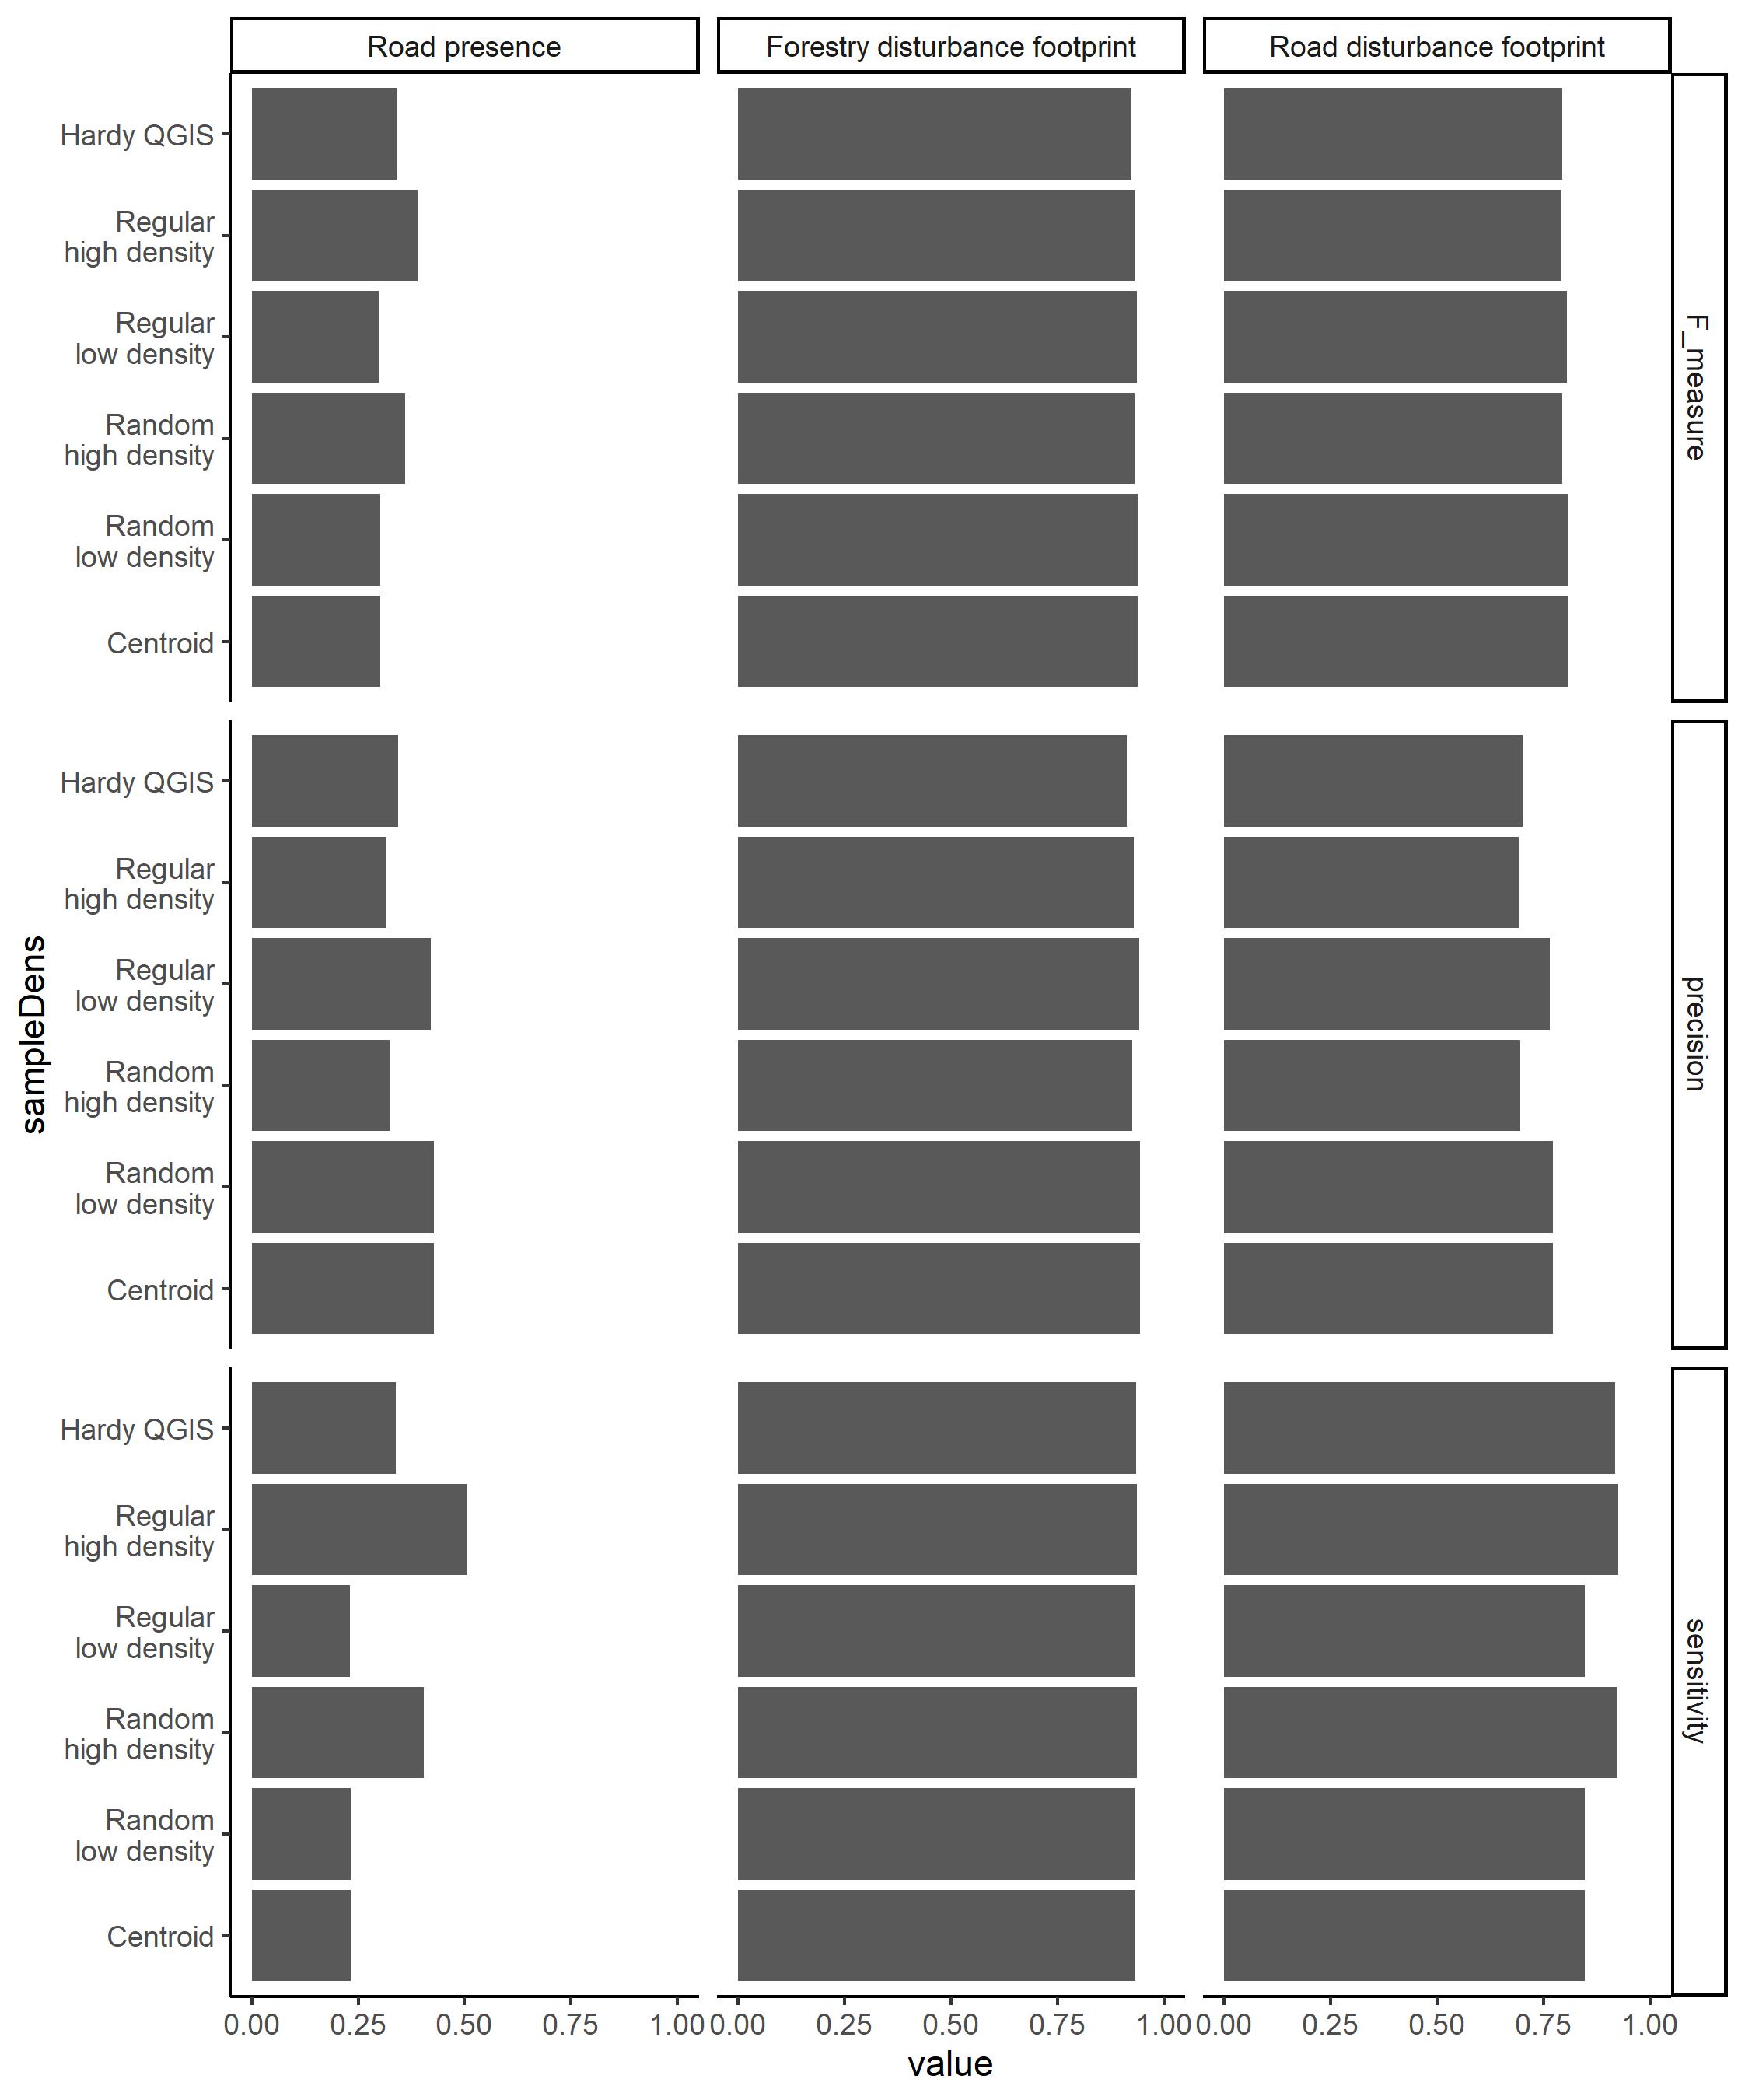 Road presence
Forestry disturbance footprint
Road disturbance footprint
Hardy QGIS
Regular
high density
Regular
low density
Random
high density
Random
low density
Centroid
F_measure
Hardy QGIS
Regular
high density
Regular
low density
Random
high density
Random
low density
Centroid
precision
Hardy QGIS
Regular
high density
Regular
low density
Random
high density
Random
low density
Centroid
sensitivity
sampleDens
0.00 0.25 0.50 0.75 1.00
0.00 0.25 0.50 0.75 1.00
0.00 0.25 0.50 0.75 1.00
value